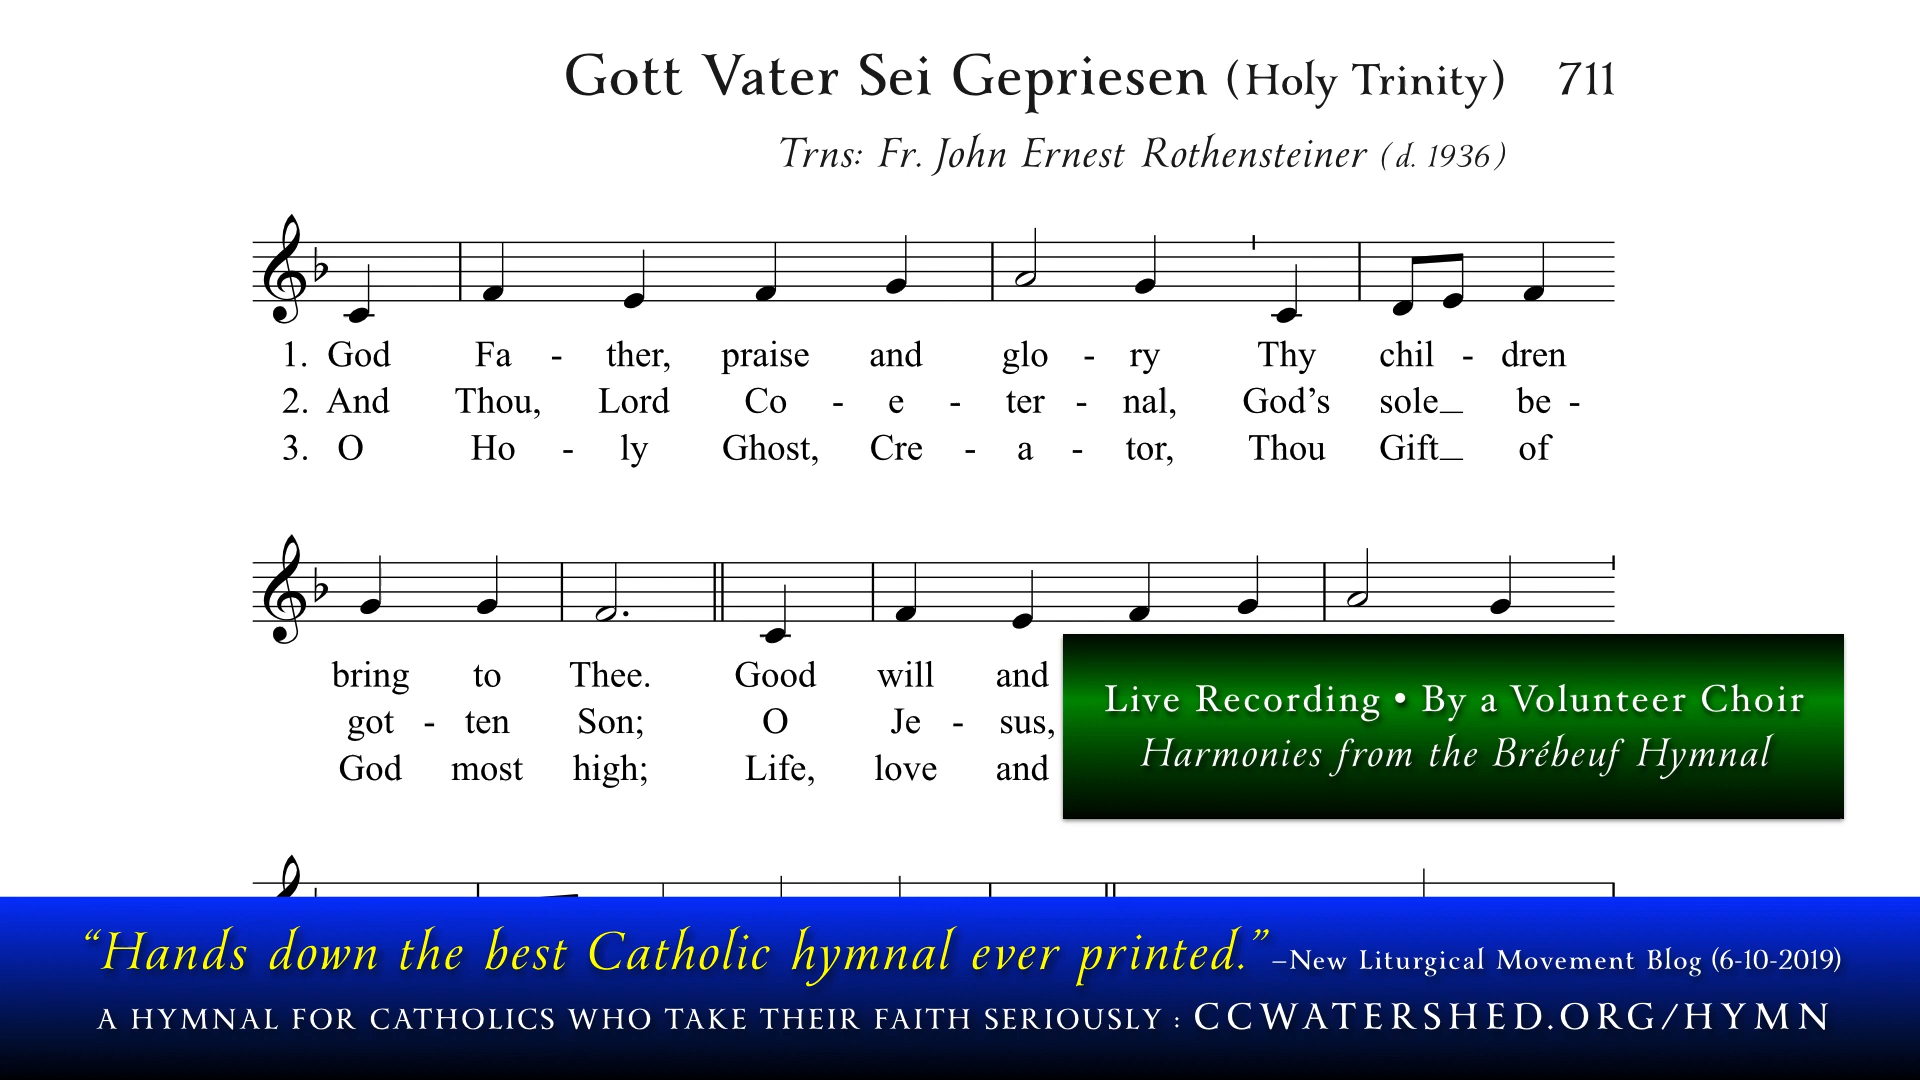 Gott Vater Sei Gepriesen (Holy Trinity) 711
Trns: Fr. John Ernest Rothensteiner (d. 1936)
1. God Fa - ther, praise and glo - ry Thy chil - dren
2. And Thou, Lord Co - e - ter - nal, God’s sole_ be -
3. O Ho - ly Ghost, Cre - a - tor, Thou Gift_ of
bring to Thee. Good will and
got - ten Son; O Je - sus,
God most high; Life, love and
Live Recording • By a Volunteer Choir
Harmonies from the Brébeuf Hymnal
“Hands down the best Catholic hymnal ever printed.” –New Liturgical Movement Blog (6-10-2019)
A HYMNAL FOR CATHOLICS WHO TAKE THEIR FAITH SERIOUSLY : CCWATERSHED.ORG/HYMN